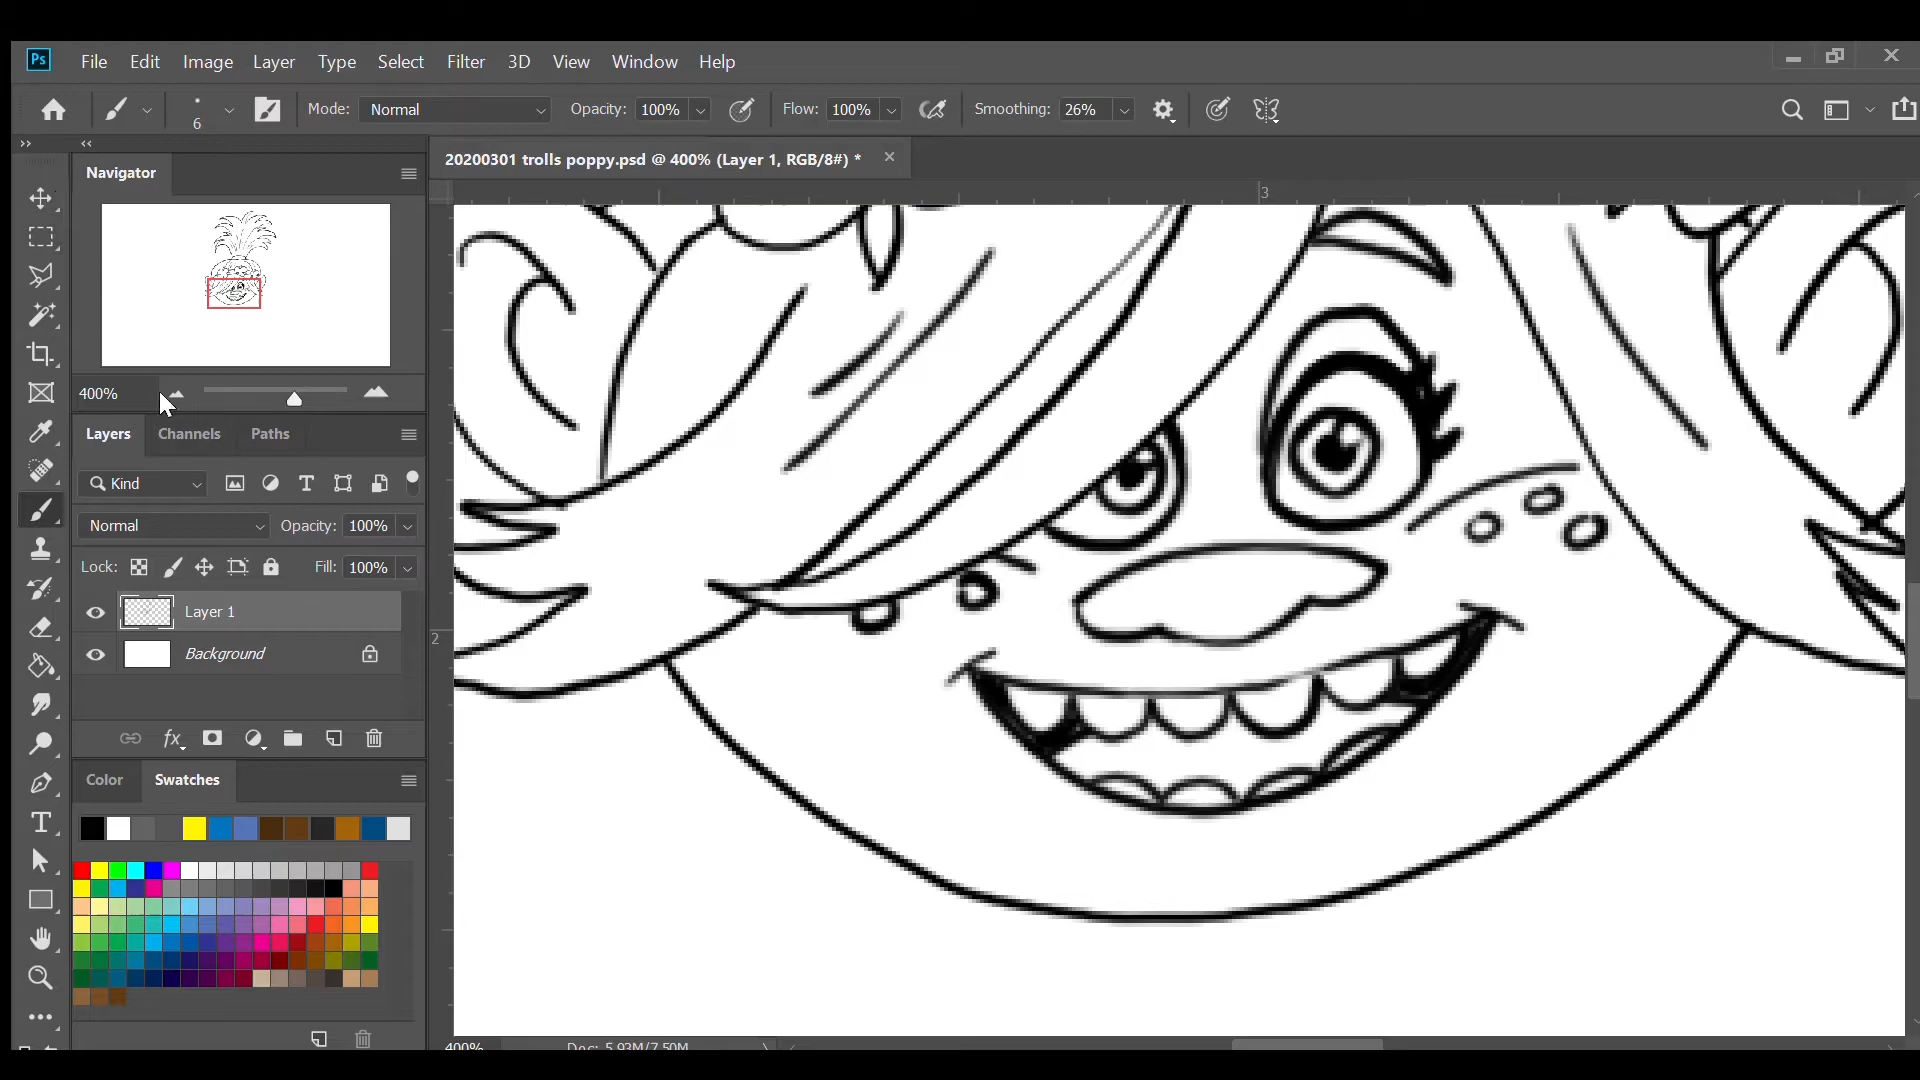 Ps File Edit Image Layer Type Select Filter 3D View Window Help
6 Mode: Normal Opacity: 100% Flow: 100% Smoothing: 26%
Navigator
20200301 trolls poppy.psd @ 400% (Layer 1, RGB/8#) *
3
400%
Layers Channels Paths
Kind
Normal Opacity: 100%
Lock: Fill: 100%
Layer 1
2
Background
fx
Color Swatches
400% Doc: 5.93M/7.50M